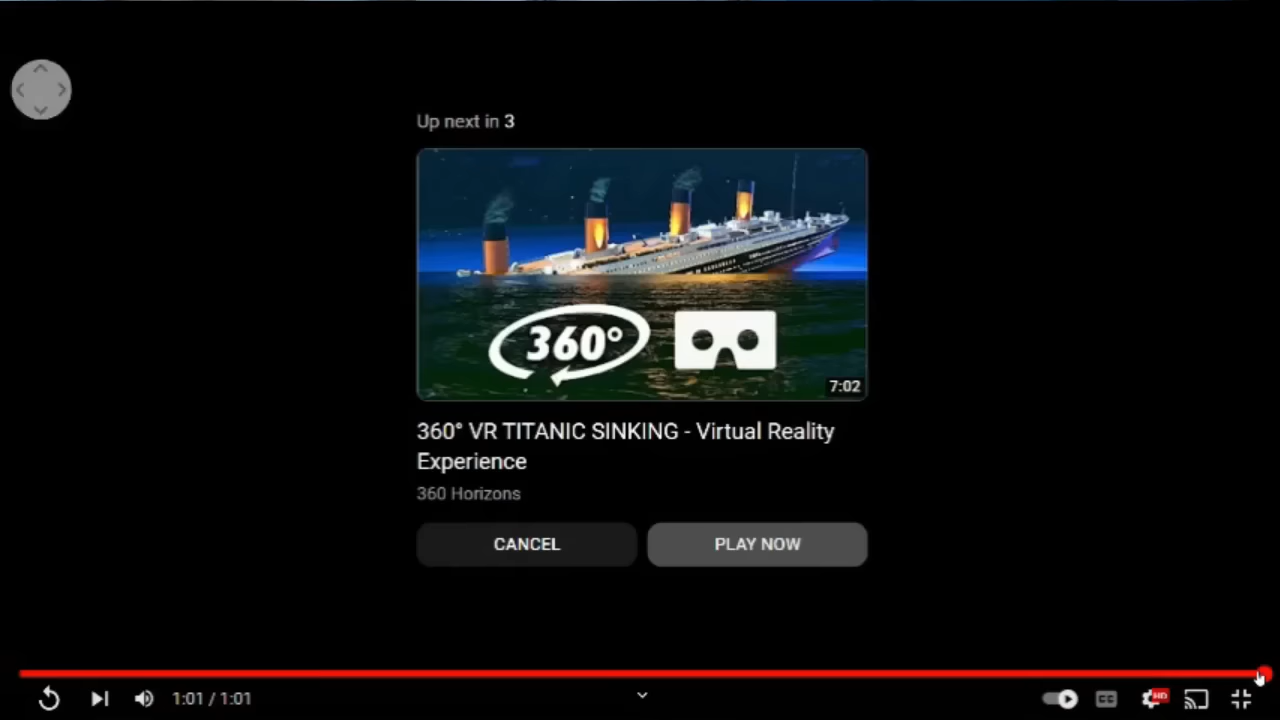 Up next in 3
360°
7:02
360° VR TITANIC SINKING - Virtual Reality
Experience
360 Horizons
CANCEL
PLAY NOW
1:01 / 1:01
CC
HD